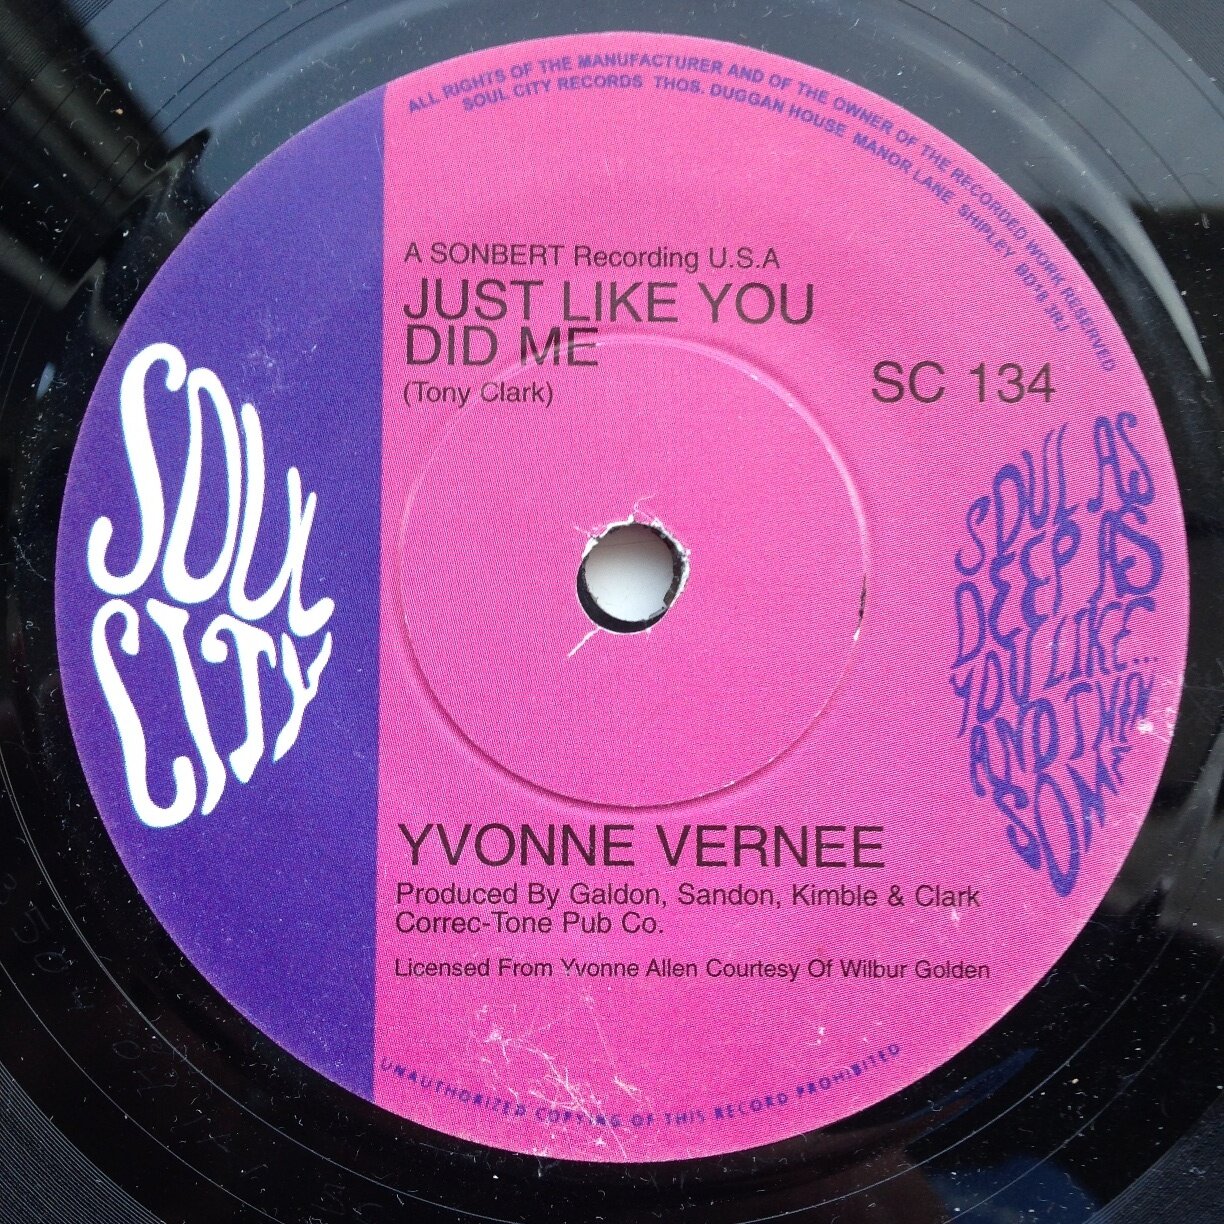 ALL RIGHTS OF THE MANUFACTURER AND OF THE OWNER OF THE RECORDED WORK RESERVED
SOUL CITY RECORDS THOS. DUGGAN HOUSE MANOR LANE SHIPLEY BD18 3RJ
A SONBERT Recording U.S.A
JUST LIKE YOU
DID ME
(Tony Clark)
SC 134
SOUL
CITY
SOUL AS
DEEP AS
YOU LIKE...
AND THEN
SOME
YVONNE VERNEE
Produced By Galdon, Sandon, Kimble & Clark
Correc-Tone Pub Co.
Licensed From Yvonne Allen Courtesy Of Wilbur Golden
UNAUTHORIZED COPYING OF THIS RECORD PROHIBITED